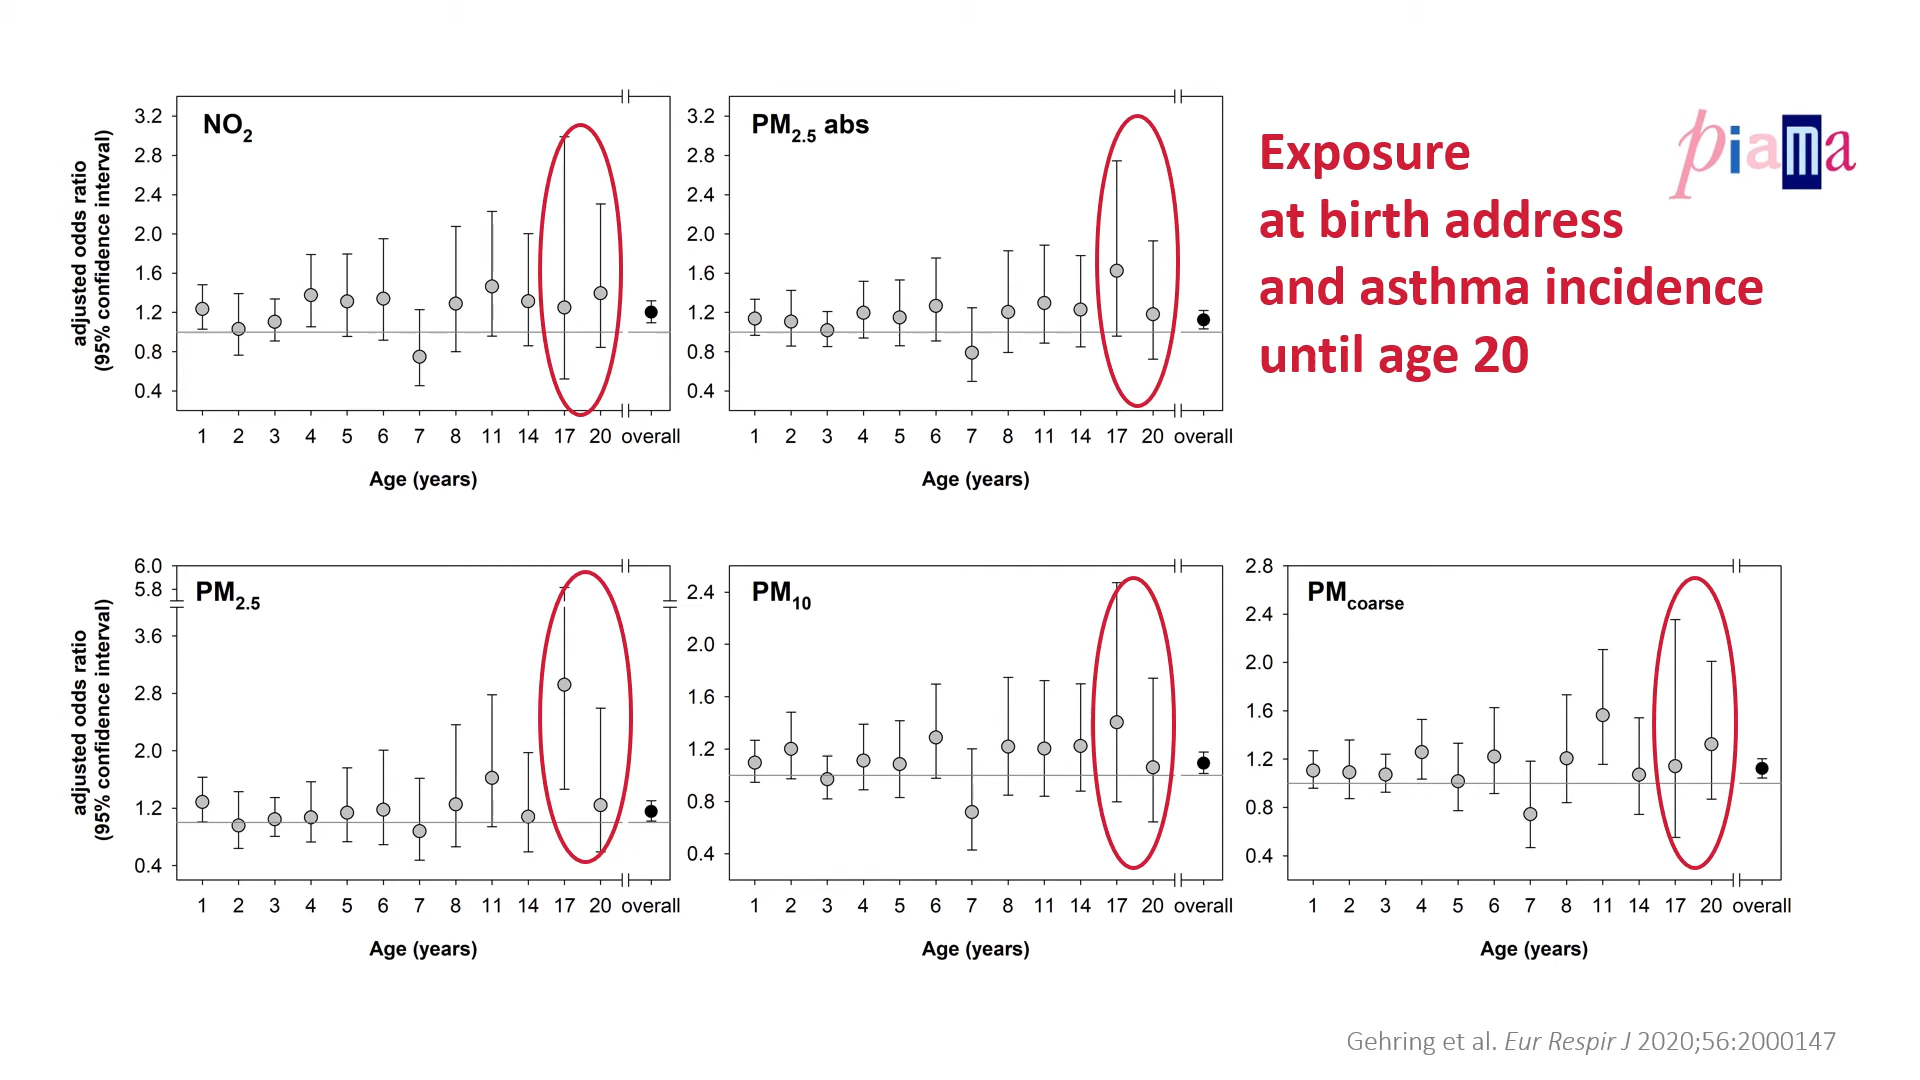 NO2
3.2
2.8
2.4
2.0
1.6
1.2
0.8
0.4
adjusted odds ratio
(95% confidence interval)
1 2 3 4 5 6 7 8 11 14 17 20 overall
Age (years)
PM2.5 abs
3.2
2.8
2.4
2.0
1.6
1.2
0.8
0.4
1 2 3 4 5 6 7 8 11 14 17 20 overall
Age (years)
Exposure
at birth address
and asthma incidence
until age 20
piama
PM2.5
6.0
5.8
3.6
2.8
2.0
1.2
0.4
adjusted odds ratio
(95% confidence interval)
1 2 3 4 5 6 7 8 11 14 17 20 overall
Age (years)
PM10
2.4
2.0
1.6
1.2
0.8
0.4
1 2 3 4 5 6 7 8 11 14 17 20 overall
Age (years)
PMcoarse
2.8
2.4
2.0
1.6
1.2
0.8
0.4
1 2 3 4 5 6 7 8 11 14 17 20 overall
Age (years)
Gehring et al. Eur Respir J 2020;56:2000147